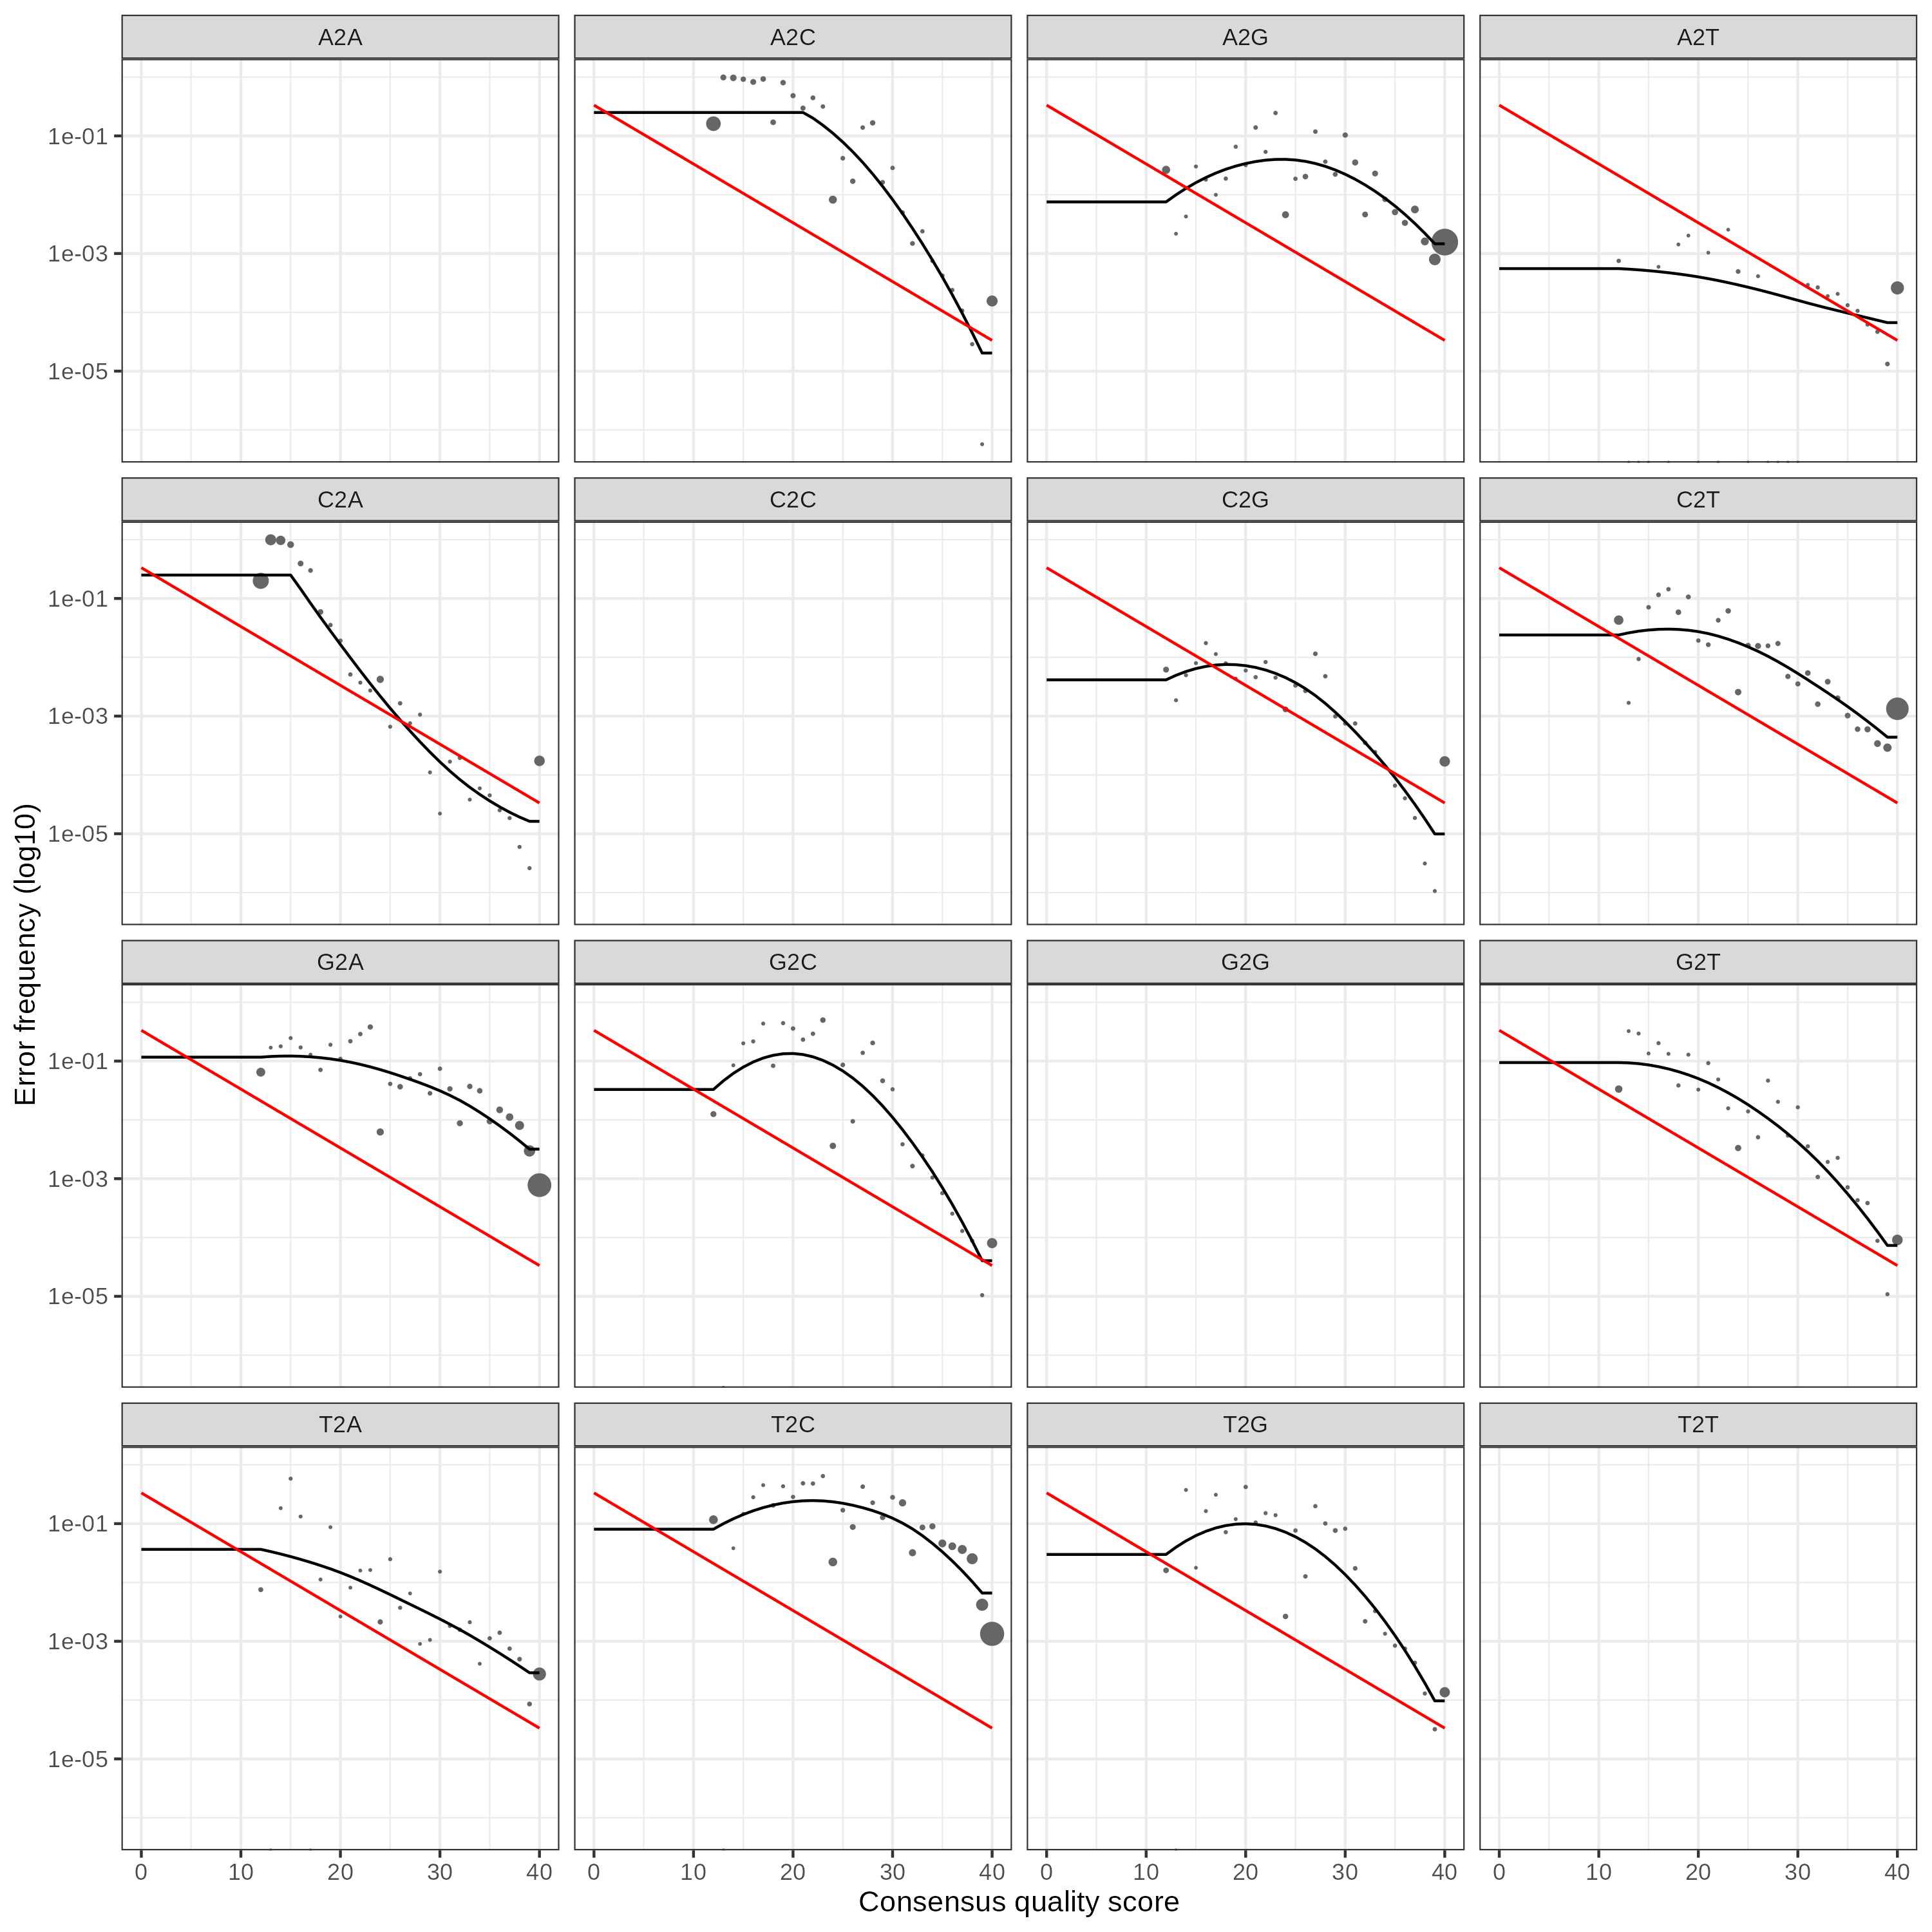 A2A A2C A2G A2T
1e-01
1e-03
1e-05
C2A C2C C2G C2T
1e-01
1e-03
1e-05
G2A G2C G2G G2T
1e-01
1e-03
1e-05
T2A T2C T2G T2T
1e-01
1e-03
1e-05
Error frequency (log10)
0 10 20 30 40 0 10 20 30 40 0 10 20 30 40 0 10 20 30 40
Consensus quality score